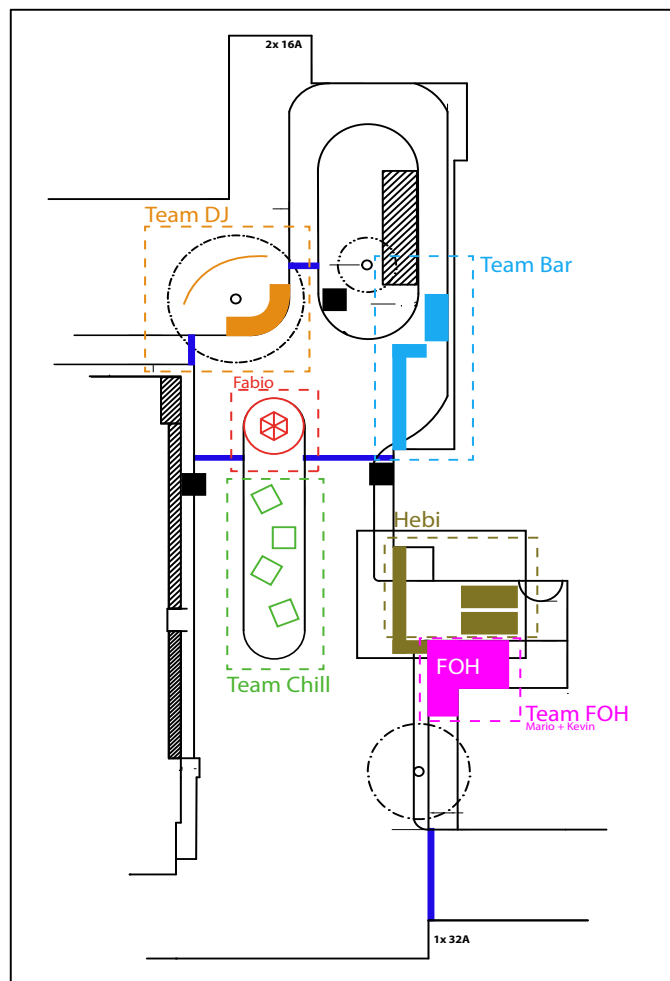 2x 16A
Team DJ
Team Bar
Fabio
Hebi
FOH
Team Chill
Team FOH
Mario + Kevin
1x 32A